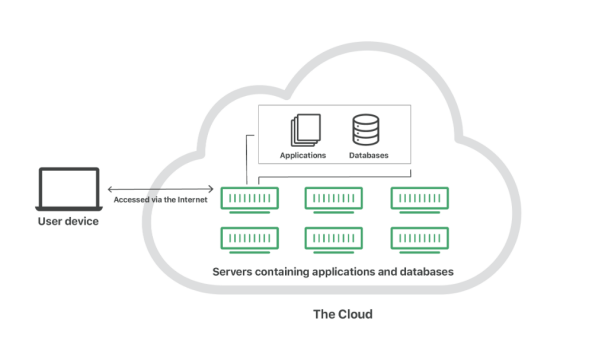 Applications
Databases
Accessed via the Internet
User device
Servers containing applications and databases
The Cloud